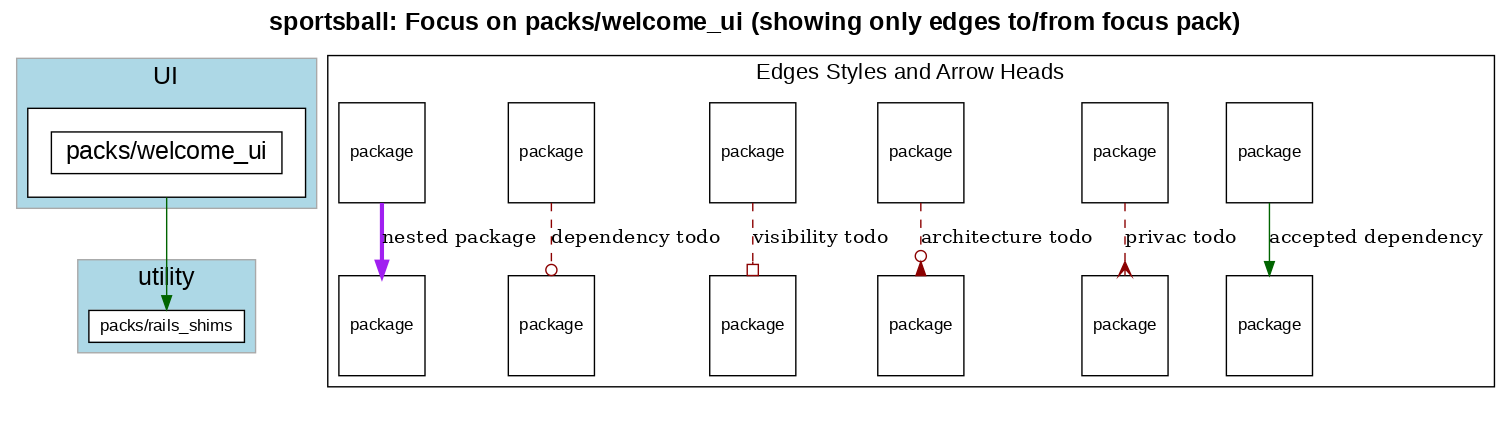 sportsball: Focus on packs/welcome_ui (showing only edges to/from focus pack)
UI
packs/welcome_ui
utility
packs/rails_shims
Edges Styles and Arrow Heads
package package package package package package
nested package dependency todo visibility todo architecture todo privac todo accepted dependency
package package package package package package